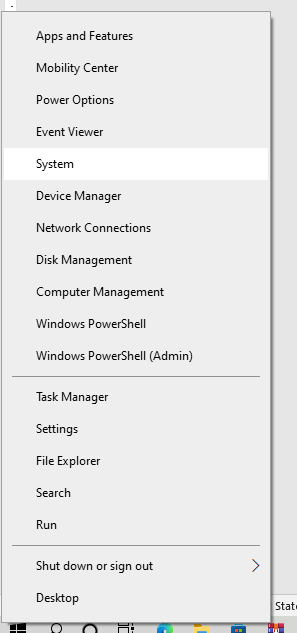 Apps and Features
Mobility Center
Power Options
Event Viewer
System
Device Manager
Network Connections
Disk Management
Computer Management
Windows PowerShell
Windows PowerShell (Admin)
Task Manager
Settings
File Explorer
Search
Run
Shut down or sign out
Desktop